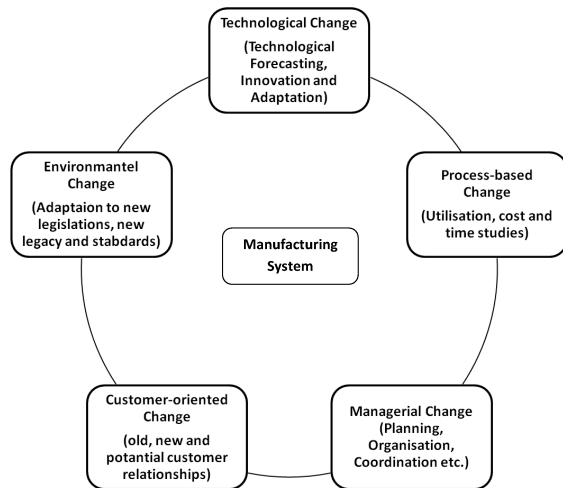 Technological Change
(Technological
Forecasting,
Innovation and
Adaptation)
Environmantel
Change
(Adaptaion to new
legislations, new
legacy and stabdards)
Process-based
Change
(Utilisation, cost and
time studies)
Manufacturing
System
Customer-oriented
Change
(old, new and
potantial customer
relationships)
Managerial Change
(Planning,
Organisation,
Coordination etc.)